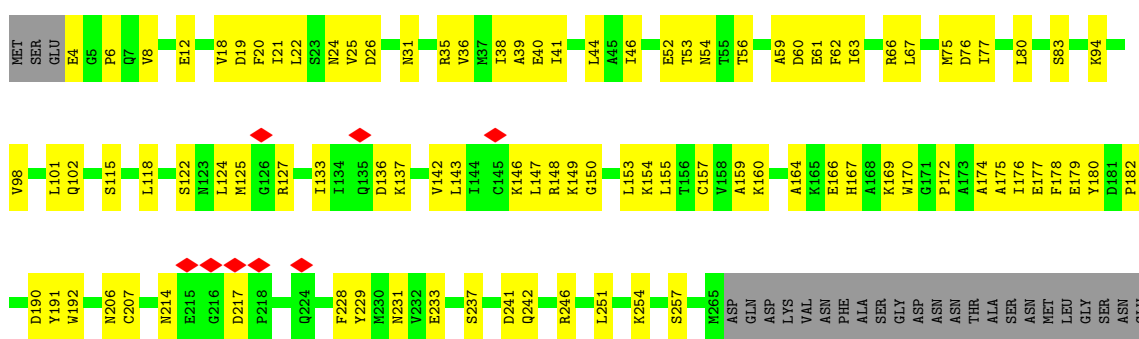 MET SER GLU E4 G5 P6 Q7 V8 E12 V18 D19 F20 I21 L22 S23 N24 V25 D26 N31 R35 V36 M37 I38 A39 E40 I41 L44 A45 I46 E52 T53 N54 T55 T56 A59 D60 E61 F62 I63 R66 L67 M75 D76 I77 L80 S83 K94
V98 L101 Q102 S115 L118 S122 N123 L124 M125 G126 R127 I133 I134 Q135 D136 K137 V142 L143 I144 C145 K146 L147 R148 K149 G150 L153 K154 L155 T156 C157 V158 A159 K160 A164 K165 E166 H167 A168 K169 W170 G171 P172 A173 A174 A175 I176 E177 F178 E179 Y180 D181 P182
D190 Y191 W192 N206 C207 N214 E215 G216 D217 P218 Q224 F228 Y229 M230 N231 V232 E233 S237 D241 Q242 R246 L251 K254 S257 M265 ASP GLN ASP LYS VAL ASN PHE ALA SER GLY ASP ASN ASN THR ALA SER ASN MET LEU GLY SER ASN